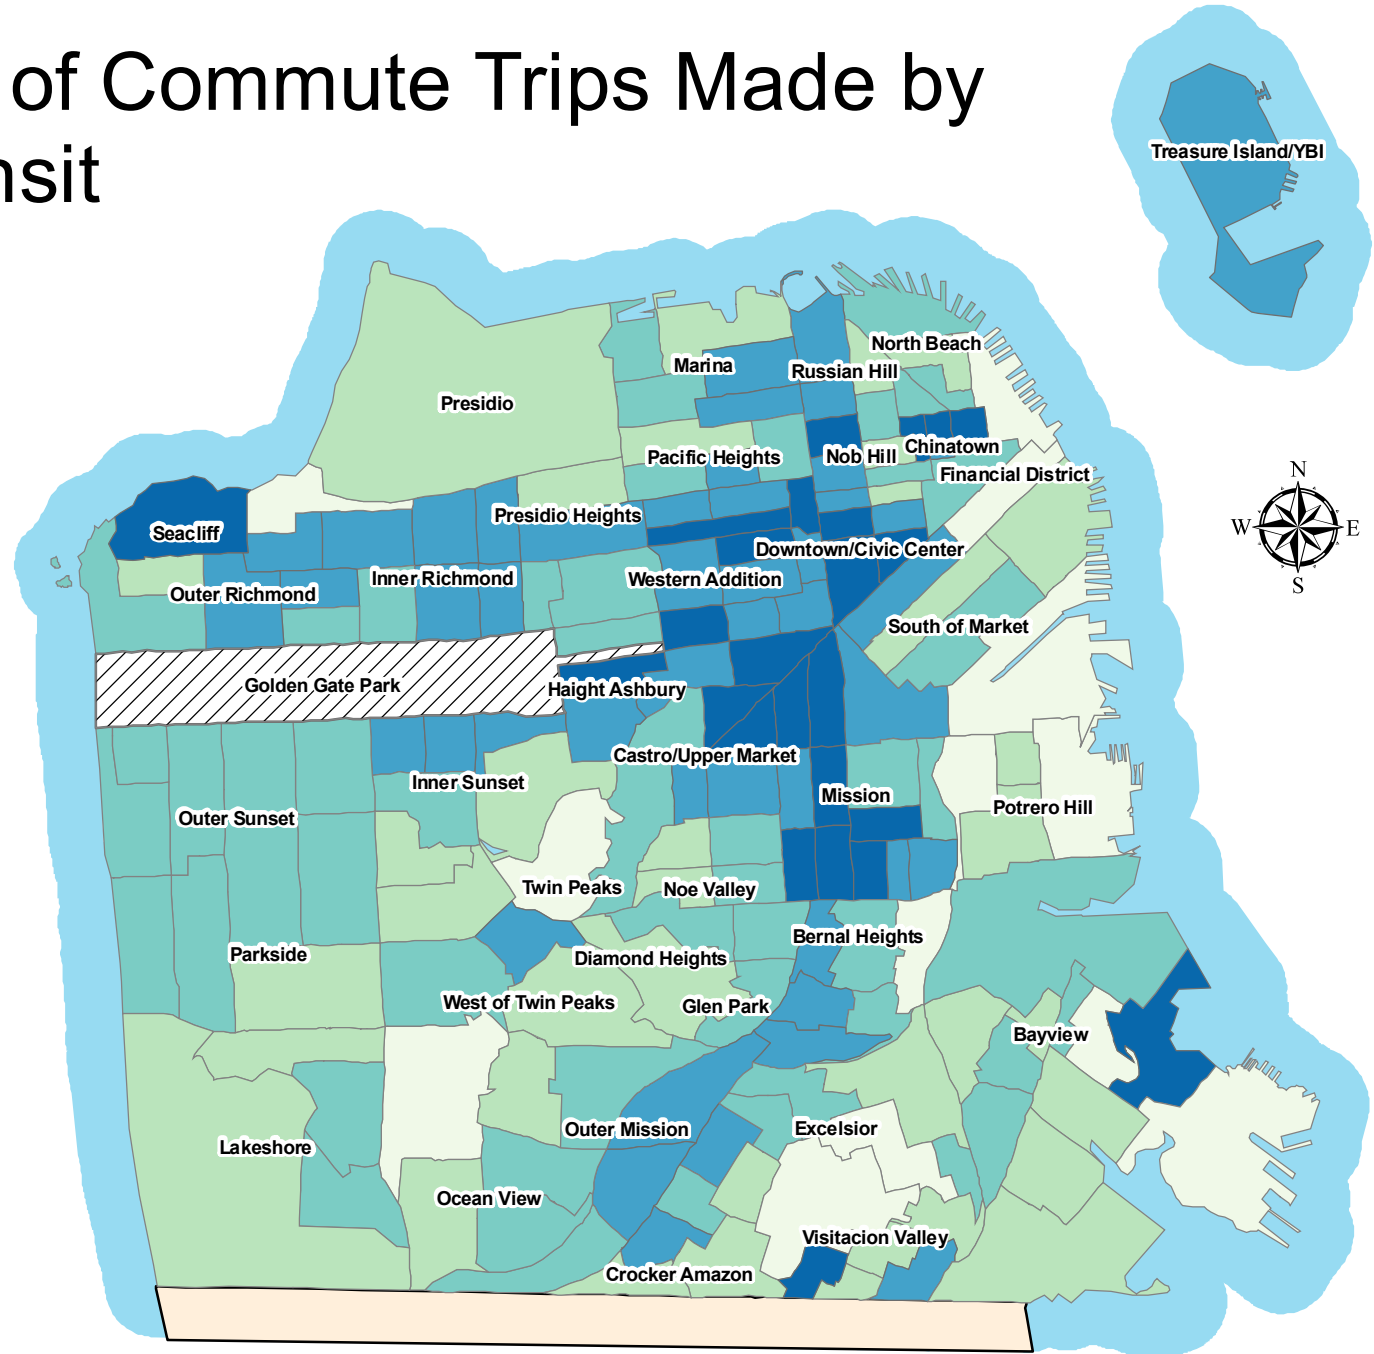 of Commute Trips Made by
nsit
Treasure Island/YBI
North Beach
Marina
Russian Hill
Presidio
Chinatown
Pacific Heights
Nob Hill
Financial District
N
W E
S
Presidio Heights
Seacliff
Downtown/Civic Center
Inner Richmond
Western Addition
Outer Richmond
South of Market
Golden Gate Park
Haight Ashbury
Castro/Upper Market
Inner Sunset
Mission
Potrero Hill
Outer Sunset
Twin Peaks
Noe Valley
Bernal Heights
Parkside
Diamond Heights
West of Twin Peaks
Glen Park
Bayview
Outer Mission
Excelsior
Lakeshore
Ocean View
Visitacion Valley
Crocker Amazon